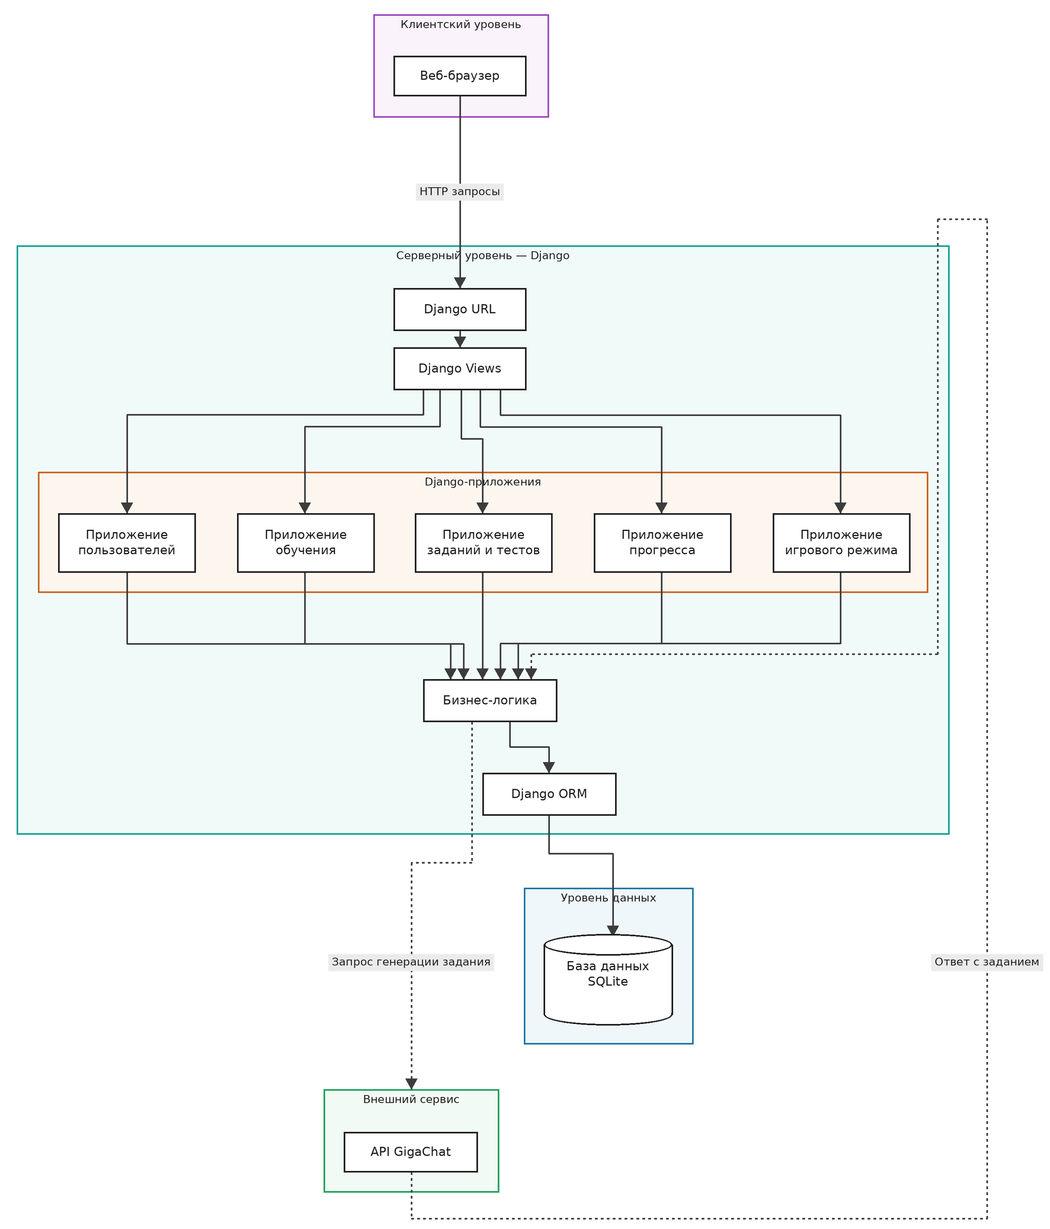 Клиентский уровень
Веб-браузер
HTTP запросы
Серверный уровень — Django
Django URL
Django Views
Django-приложения
Приложение
пользователей
Приложение
обучения
Приложение
заданий и тестов
Приложение
прогресса
Приложение
игрового режима
Бизнес-логика
Django ORM
Уровень данных
База данных
SQLite
Запрос генерации задания
Ответ с заданием
Внешний сервис
API GigaChat